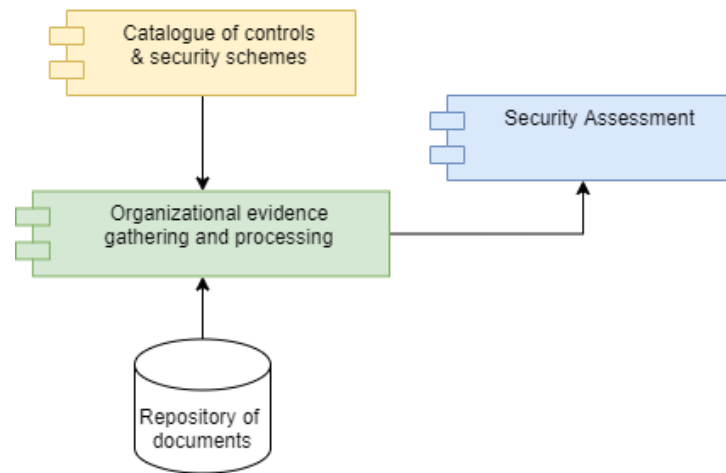 Catalogue of controls
& security schemes
Security Assessment
Organizational evidence
gathering and processing
Repository of
documents